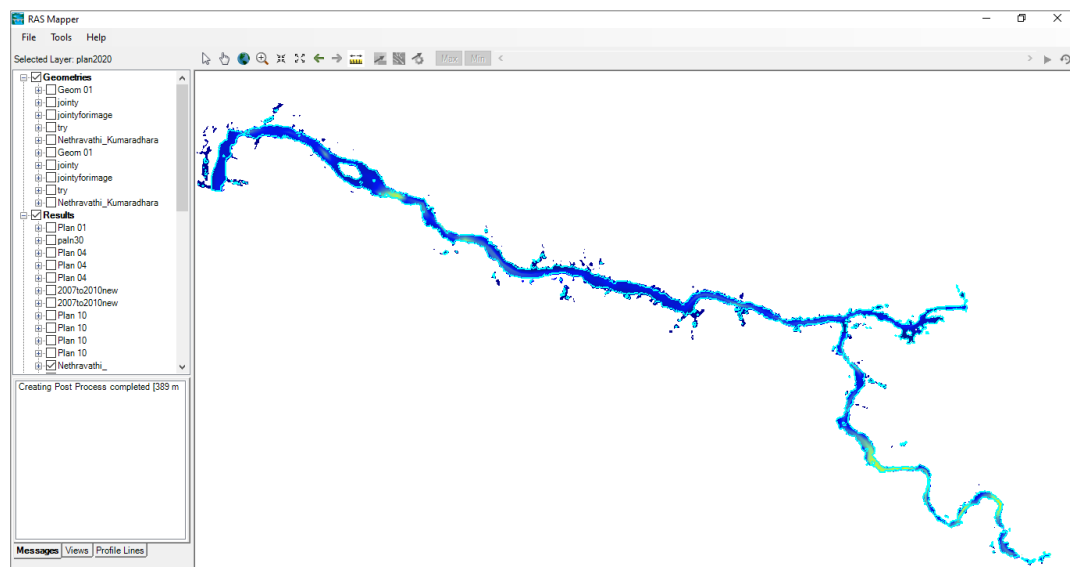 RAS Mapper
File Tools Help
Selected Layer: plan2020
Max Min
Geometries
Geom 01
jointy
jointyforimage
try
Nethravathi_Kumaradhara
Geom 01
jointy
jointyforimage
try
Nethravathi_Kumaradhara
Results
Plan 01
paln30
Plan 04
Plan 04
Plan 04
2007to2010new
2007to2010new
Plan 10
Plan 10
Plan 10
Plan 10
Nethravathi_
Creating Post Process completed [389 m
Messages Views Profile Lines